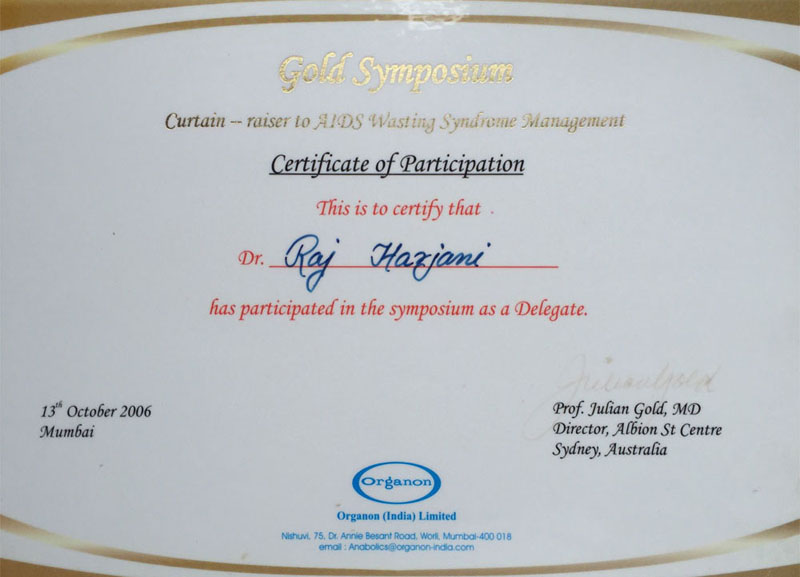 Gold Symposium
Curtain – raiser to AIDS Wasting Syndrome Management
Certificate of Participation
This is to certify that
Dr. Raj Harjani
has participated in the symposium as a Delegate.
Julian Gold
13th October 2006
Mumbai
Prof. Julian Gold, MD
Director, Albion St Centre
Sydney, Australia
Organon
Organon (India) Limited
Nishuvi, 75, Dr. Annie Besant Road, Worli, Mumbai-400 018
email : Anabolics@organon-india.com